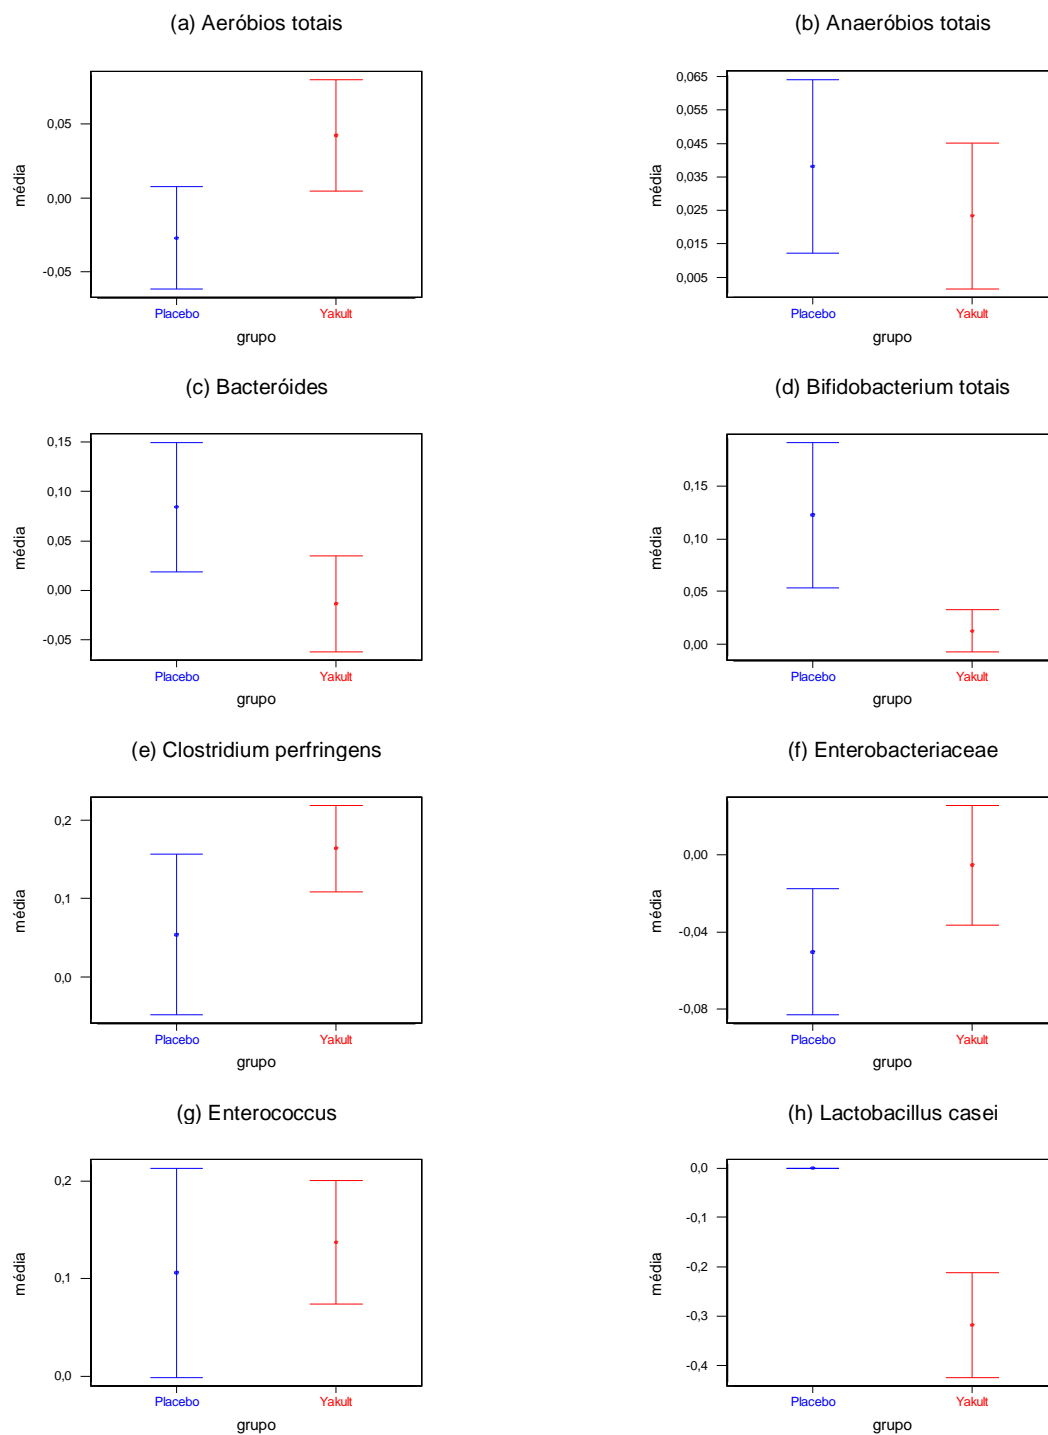 (a) Aeróbios totais
0,05
0,00
-0,05
média
Placebo
Yakult
grupo
(b) Anaeróbios totais
0,065
0,055
0,045
0,035
0,025
0,015
0,005
média
Placebo
Yakult
grupo
(c) Bacteróides
0,15
0,10
0,05
0,00
-0,05
média
Placebo
Yakult
grupo
(d) Bifidobacterium totais
0,15
0,10
0,05
0,00
média
Placebo
Yakult
grupo
(e) Clostridium perfringens
0,2
0,1
0,0
média
Placebo
Yakult
grupo
(f) Enterobacteriaceae
0,00
-0,04
-0,08
média
Placebo
Yakult
grupo
(g) Enterococcus
0,2
0,1
0,0
média
Placebo
Yakult
grupo
(h) Lactobacillus casei
0,0
-0,1
-0,2
-0,3
-0,4
média
Placebo
Yakult
grupo